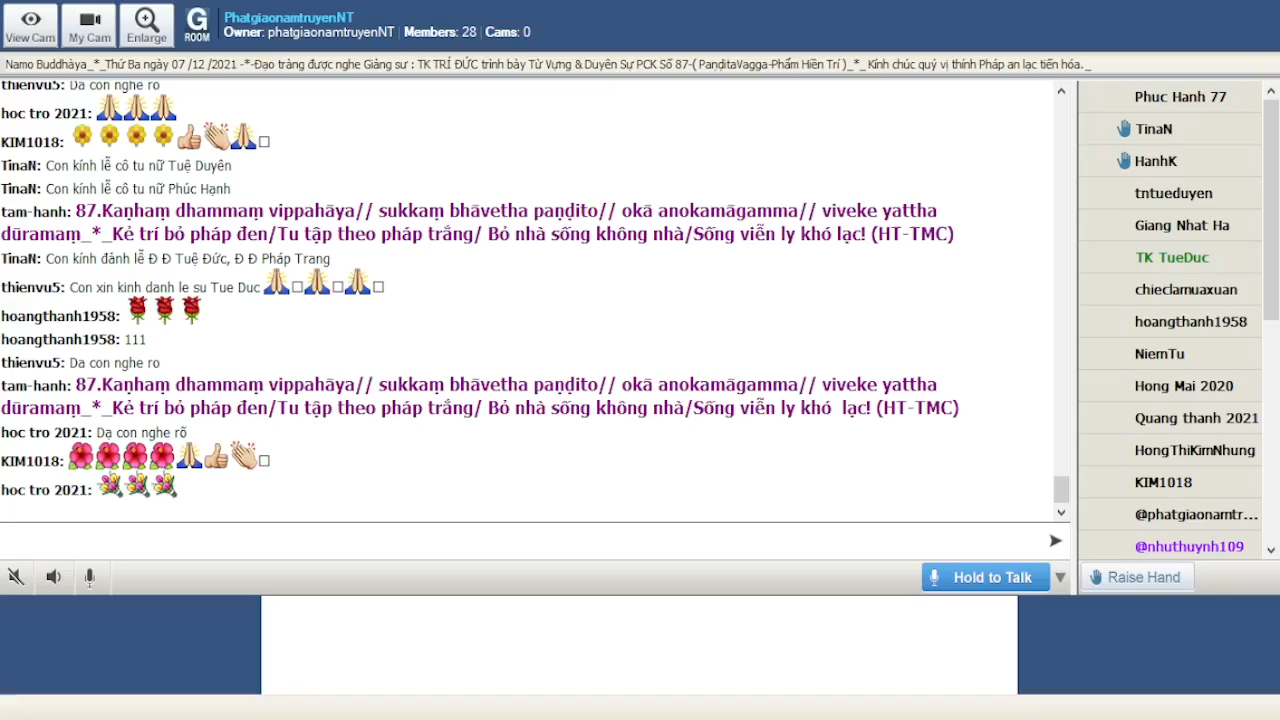 View Cam
My Cam
Enlarge
G
ROOM
PhatgiaonamtruyenNT
Owner: phatgiaonamtruyenNT | Members: 28 | Cams: 0
Namo Buddhàya_*_Thứ Ba ngày 07 /12 /2021 -*-Đạo tràng được nghe Giảng sư : TK TRÍ ĐỨC trình bày Từ Vựng & Duyên Sự PCK Số 87-( PaṇḍitaVagga-Phẩm Hiền Trí )_*_ Kính chúc quý vị thính Pháp an lạc tiến hóa._
thienvu5: Da con nghe ro
hoc tro 2021:
KIM1018:
TinaN: Con kính lễ cô tu nữ Tuệ Duyên
TinaN: Con kính lễ cô tu nữ Phúc Hạnh
tam-hanh: 87.Kaṇhaṃ dhammaṃ vippahāya// sukkaṃ bhāvetha paṇḍito// okā anokamāgamma// viveke yattha
dūramaṃ_*_Kẻ trí bỏ pháp đen/Tu tập theo pháp trắng/ Bỏ nhà sống không nhà/Sống viễn ly khó lạc! (HT-TMC)
TinaN: Con kính đảnh lễ Đ Đ Tuệ Đức, Đ Đ Pháp Trang
thienvu5: Con xin kinh danh le su Tue Duc
hoangthanh1958:
hoangthanh1958: 111
thienvu5: Da con nghe ro
tam-hanh: 87.Kaṇhaṃ dhammaṃ vippahāya// sukkaṃ bhāvetha paṇḍito// okā anokamāgamma// viveke yattha
dūramaṃ_*_Kẻ trí bỏ pháp đen/Tu tập theo pháp trắng/ Bỏ nhà sống không nhà/Sống viễn ly khó  lạc! (HT-TMC)
hoc tro 2021: Dạ con nghe rõ
KIM1018:
hoc tro 2021:
Hold to Talk
Phuc Hanh 77
TinaN
HanhK
tntueduyen
Giang Nhat Ha
TK TueDuc
chieclamuaxuan
hoangthanh1958
NiemTu
Hong Mai 2020
Quang thanh 2021
HongThiKimNhung
KIM1018
@phatgiaonamtr...
@nhuthuynh109
Raise Hand